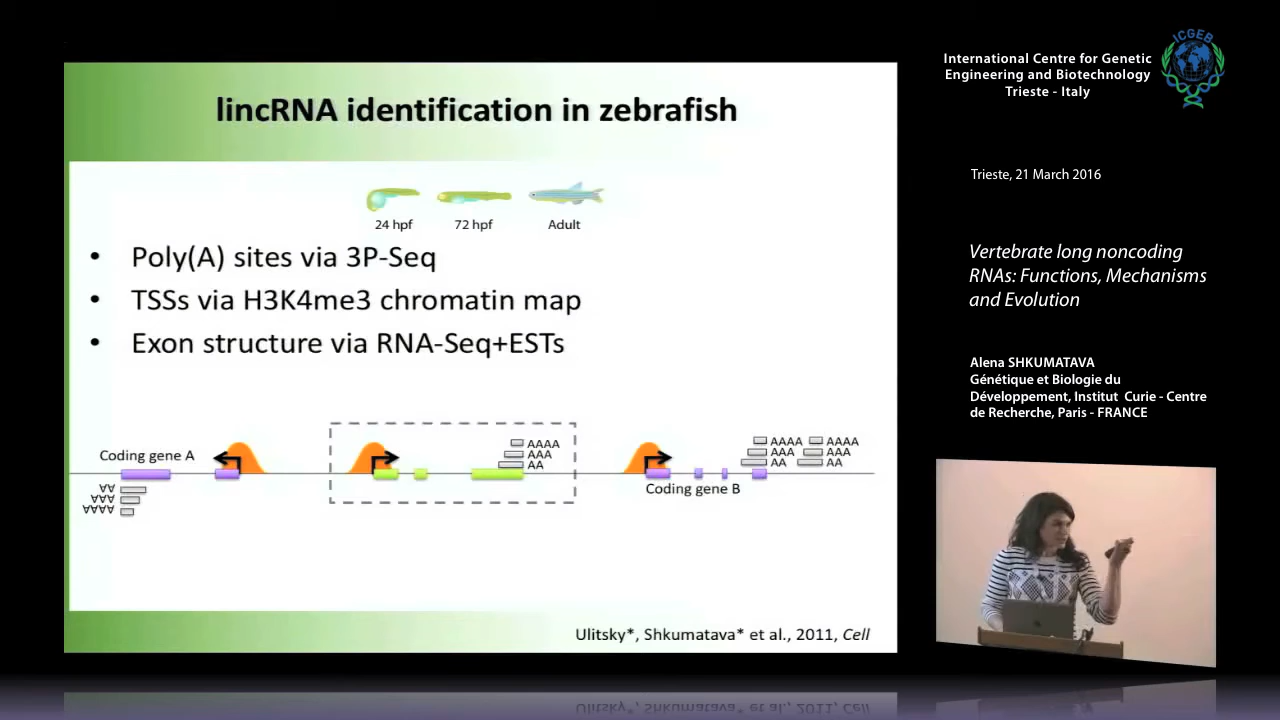 lincRNA identification in zebrafish
24 hpf
72 hpf
Adult
• Poly(A) sites via 3P-Seq
• TSSs via H3K4me3 chromatin map
• Exon structure via RNA-Seq+ESTs
Coding gene A
AA
AAA
AAAA
AAAA
AAA
AA
Coding gene B
AAAA
AAA
AA
AAAA
AAA
AA
Ulitsky*, Shkumatava* et al., 2011, Cell
International Centre for Genetic
Engineering and Biotechnology
Trieste - Italy
ICGEB
Trieste, 21 March 2016
Vertebrate long noncoding
RNAs: Functions, Mechanisms
and Evolution
Alena SHKUMATAVA
Génétique et Biologie du
Développement, Institut Curie - Centre
de Recherche, Paris - FRANCE